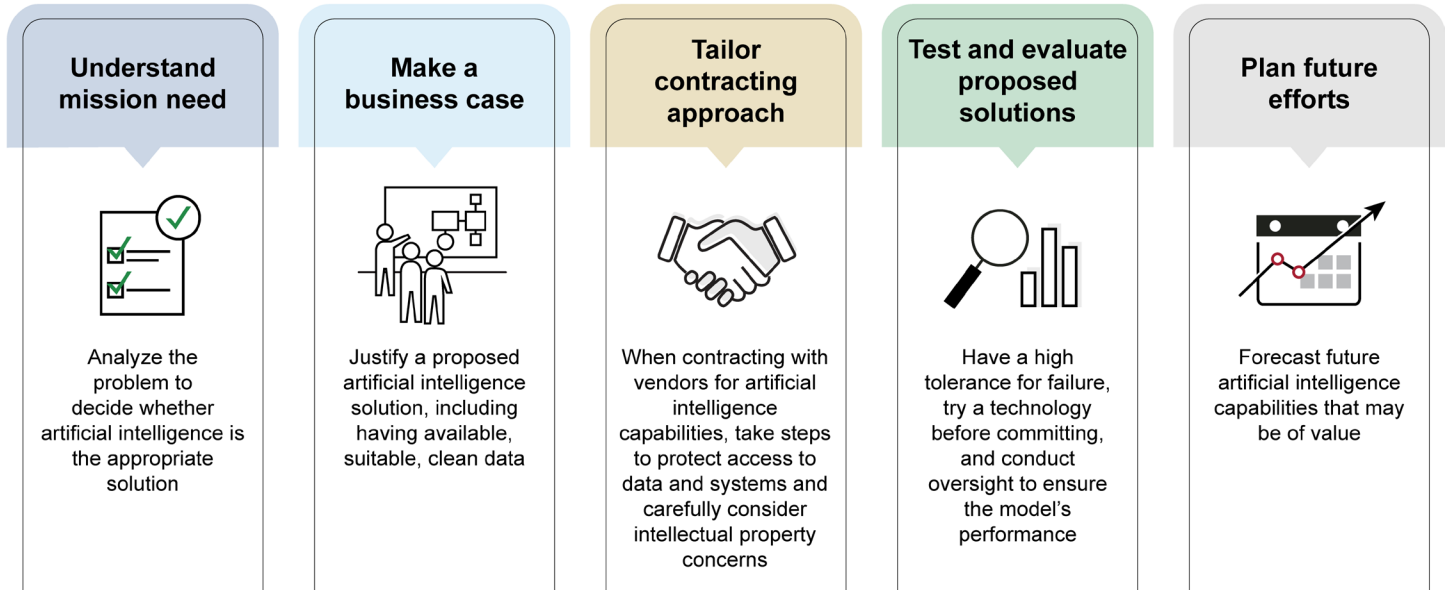 Understand
mission need
Analyze the
problem to
decide whether
artificial intelligence is
the appropriate
solution
Make a
business case
Justify a proposed
artificial intelligence
solution, including
having available,
suitable, clean data
Tailor
contracting
approach
When contracting with
vendors for artificial
intelligence
capabilities, take steps
to protect access to
data and systems and
carefully consider
intellectual property
concerns
Test and evaluate
proposed
solutions
Have a high
tolerance for failure,
try a technology
before committing,
and conduct
oversight to ensure
the model’s
performance
Plan future
efforts
Forecast future
artificial intelligence
capabilities that may
be of value